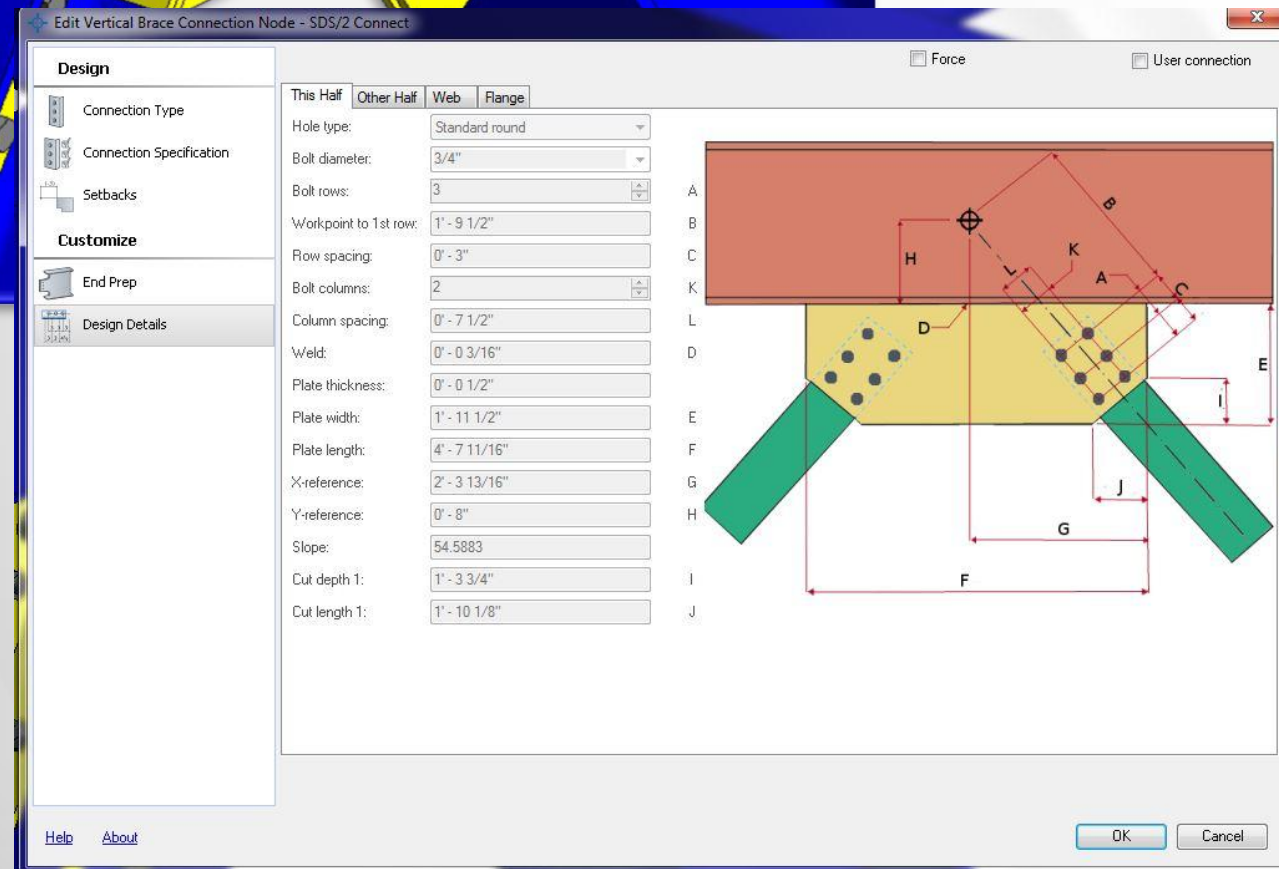 Edit Vertical Brace Connection Node - SDS/2 Connect
Design
Connection Type
Connection Specification
Setbacks
Customize
End Prep
Design Details
Force
User connection
This Half Other Half Web Flange
Hole type: Standard round
Bolt diameter: 3/4"
Bolt rows: 3 A
Workpoint to 1st row: 1' - 9 1/2" B
Row spacing: 0' - 3" C
Bolt columns: 2 K
Column spacing: 0' - 7 1/2" L
Weld: 0' - 0 3/16" D
Plate thickness: 0' - 0 1/2"
Plate width: 1' - 11 1/2" E
Plate length: 4' - 7 11/16" F
X-reference: 2' - 3 13/16" G
Y-reference: 0' - 8" H
Slope: 54.5883
Cut depth 1: 1' - 3 3/4" I
Cut length 1: 1' - 10 1/8" J
B
H
L
K
A
C
D
E
I
J
G
F
Help About
OK Cancel